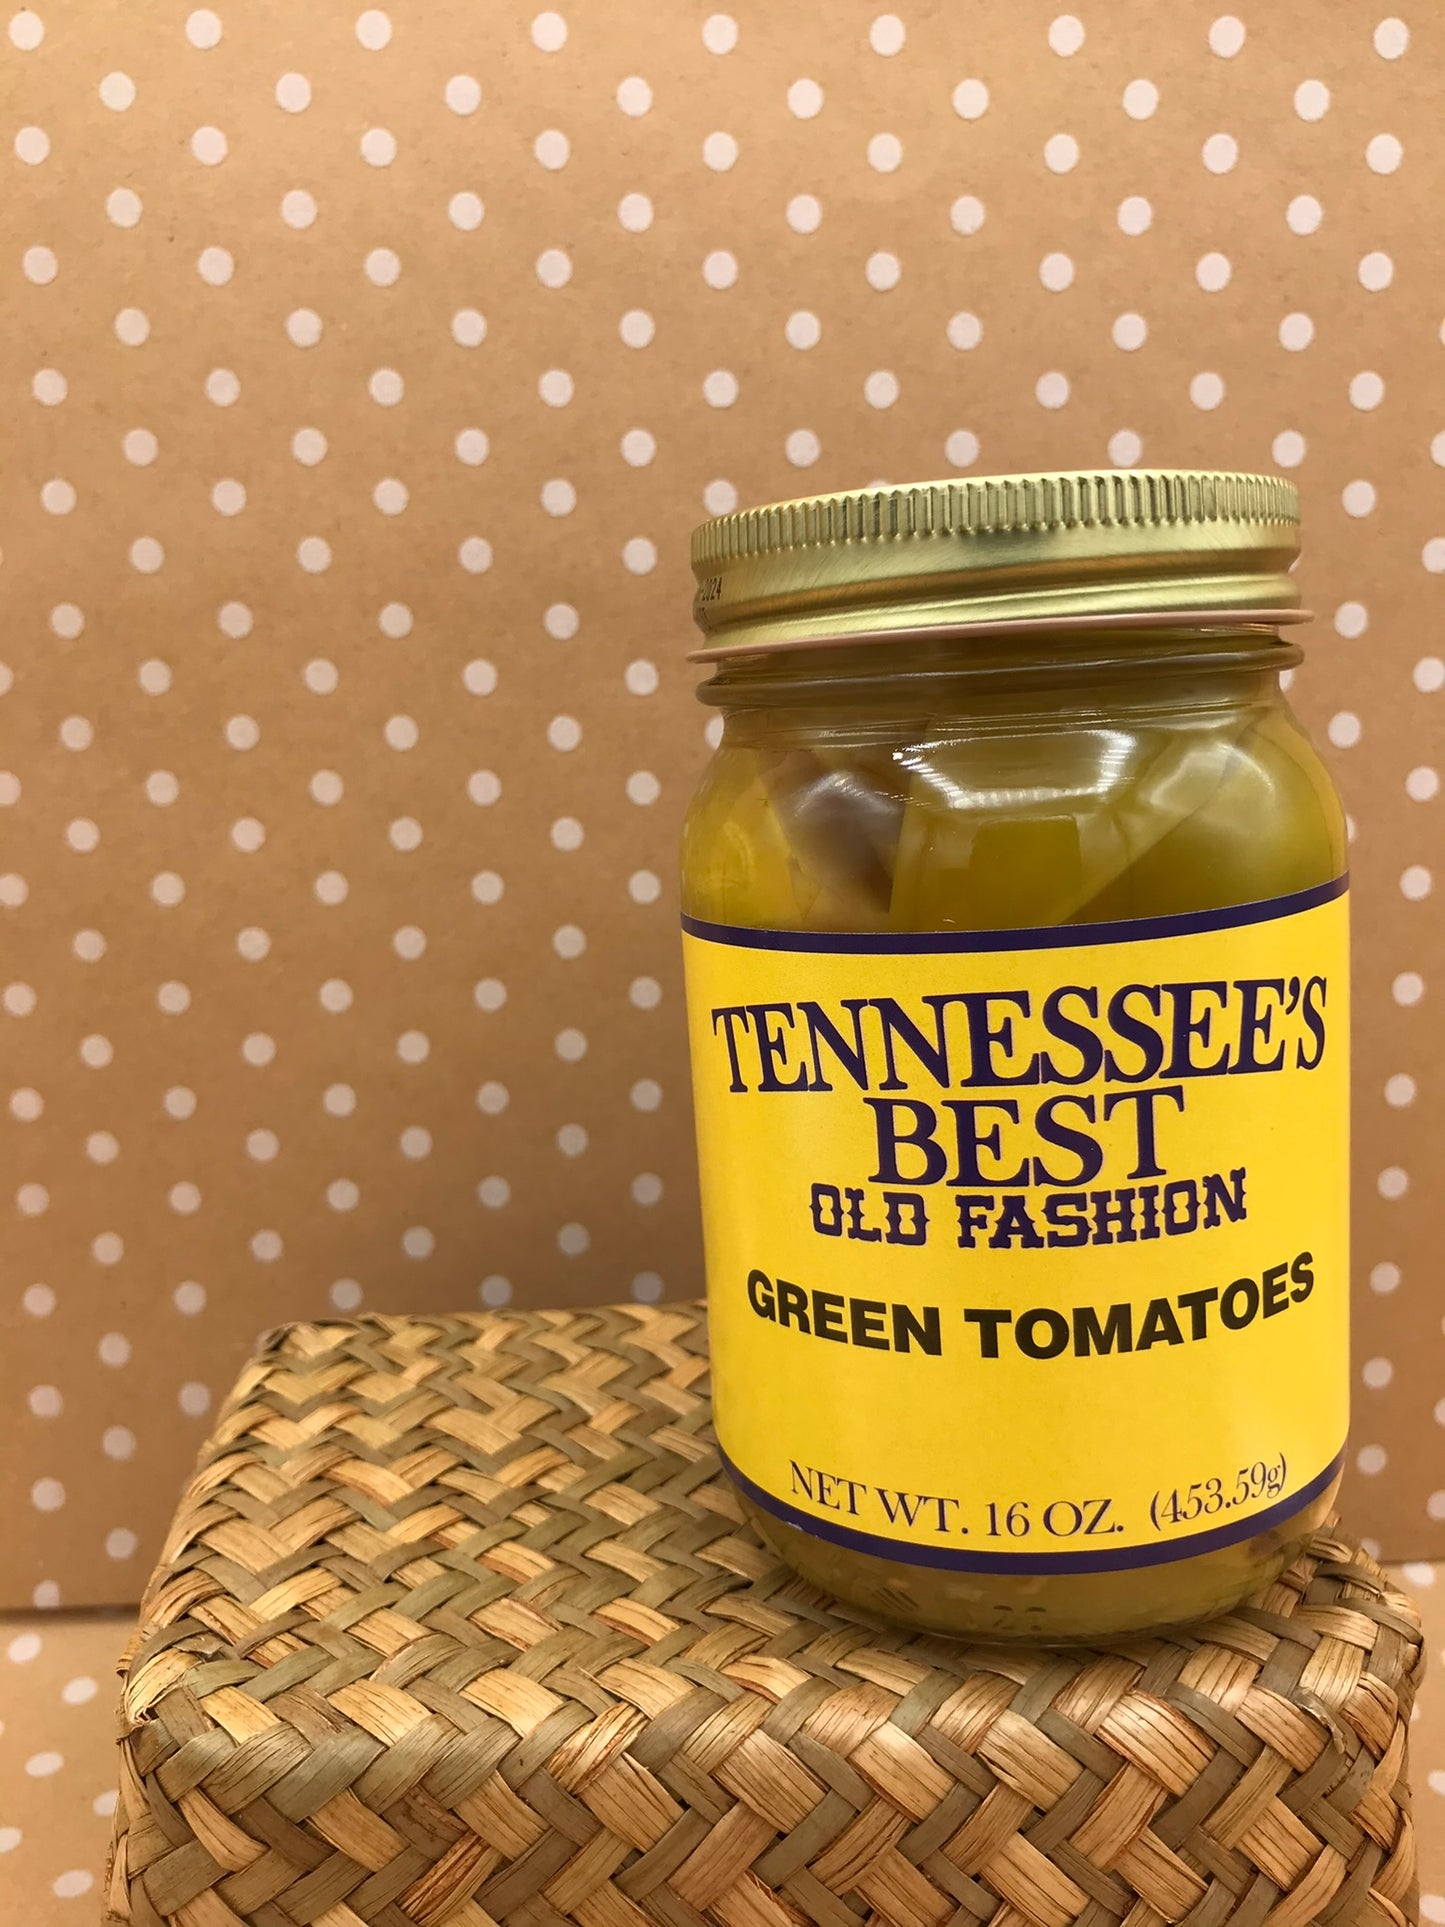 TENNESSEE'S
BEST
OLD FASHION
GREEN TOMATOES
NET WT. 16 OZ. (453.59g)